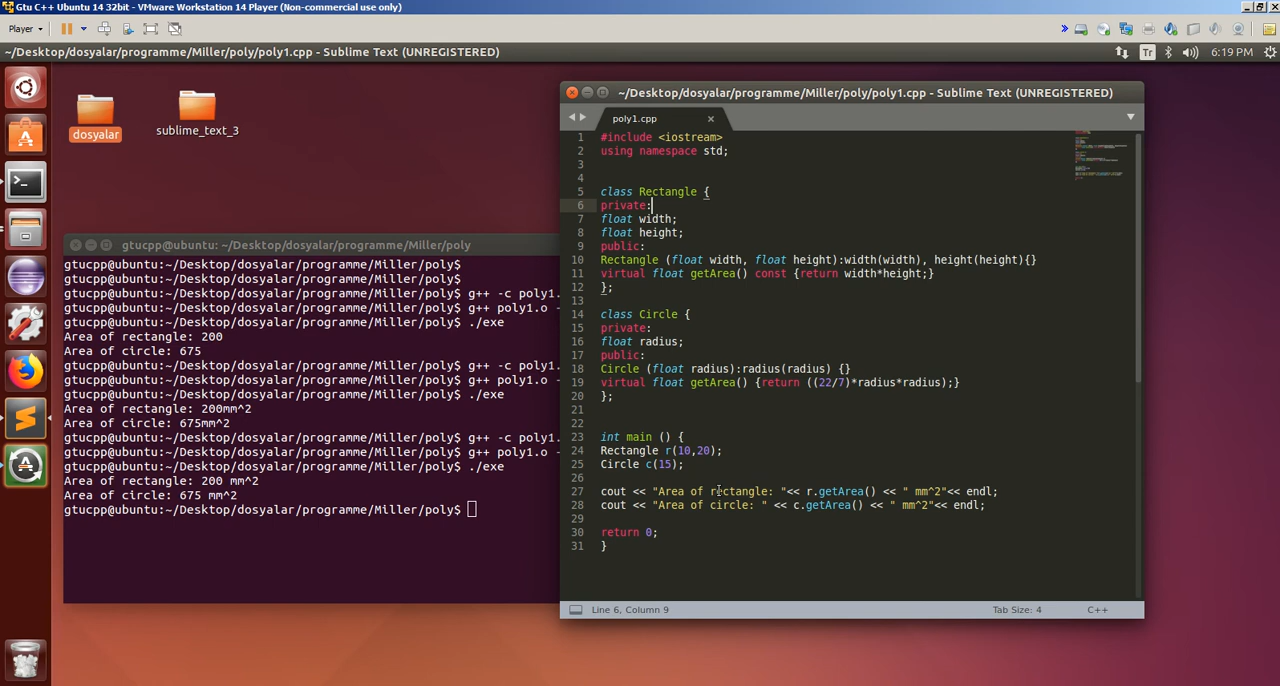 Gtu C++ Ubuntu 14 32bit - VMware Workstation 14 Player (Non-commercial use only)
Player
~/Desktop/dosyalar/programme/Miller/poly/poly1.cpp - Sublime Text (UNREGISTERED)
Tr
6:19 PM
dosyalar
sublime_text_3
gtucpp@ubuntu: ~/Desktop/dosyalar/programme/Miller/poly
gtucpp@ubuntu:~/Desktop/dosyalar/programme/Miller/poly$
gtucpp@ubuntu:~/Desktop/dosyalar/programme/Miller/poly$
gtucpp@ubuntu:~/Desktop/dosyalar/programme/Miller/poly$ g++ -c poly1.
gtucpp@ubuntu:~/Desktop/dosyalar/programme/Miller/poly$ g++ poly1.o -
gtucpp@ubuntu:~/Desktop/dosyalar/programme/Miller/poly$ ./exe
Area of rectangle: 200
Area of circle: 675
gtucpp@ubuntu:~/Desktop/dosyalar/programme/Miller/poly$ g++ -c poly1.
gtucpp@ubuntu:~/Desktop/dosyalar/programme/Miller/poly$ g++ poly1.o -
gtucpp@ubuntu:~/Desktop/dosyalar/programme/Miller/poly$ ./exe
Area of rectangle: 200mm^2
Area of circle: 675mm^2
gtucpp@ubuntu:~/Desktop/dosyalar/programme/Miller/poly$ g++ -c poly1.
gtucpp@ubuntu:~/Desktop/dosyalar/programme/Miller/poly$ g++ poly1.o -
gtucpp@ubuntu:~/Desktop/dosyalar/programme/Miller/poly$ ./exe
Area of rectangle: 200 mm^2
Area of circle: 675 mm^2
gtucpp@ubuntu:~/Desktop/dosyalar/programme/Miller/poly$
~/Desktop/dosyalar/programme/Miller/poly/poly1.cpp - Sublime Text (UNREGISTERED)
poly1.cpp
1 #include <iostream>
2 using namespace std;
3
4
5 class Rectangle {
6 private:
7 float width;
8 float height;
9 public:
10 Rectangle (float width, float height):width(width), height(height){}
11 virtual float getArea() const {return width*height;}
12 };
13
14 class Circle {
15 private:
16 float radius;
17 public:
18 Circle (float radius):radius(radius) {}
19 virtual float getArea() {return ((22/7)*radius*radius);}
20 };
21
22
23 int main () {
24 Rectangle r(10,20);
25 Circle c(15);
26
27 cout << "Area of rectangle: "<< r.getArea() << " mm^2"<< endl;
28 cout << "Area of circle: " << c.getArea() << " mm^2"<< endl;
29
30 return 0;
31 }
Line 6, Column 9
Tab Size: 4
C++